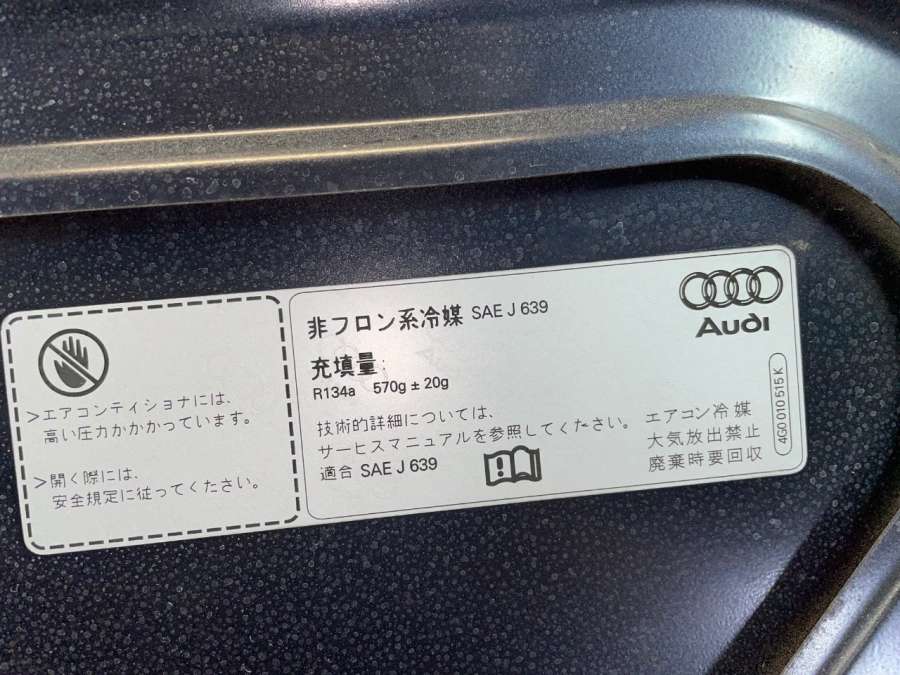 >エアコンディショナには、
高い圧力がかかっています。
>開く際には、
安全規定に従ってください。
非フロン系冷媒 SAE J 639
充填量:
R134a 570g ± 20g
技術的詳細については、
サービスマニュアルを参照してください。
適合 SAE J 639
Audi
エアコン冷媒
大気放出禁止
廃棄時要回収
4G0 010 515 K